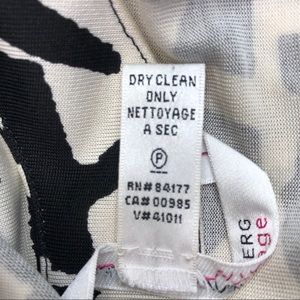 DRY CLEAN
ONLY
NETTOYAGE
A SEC
P
RN# 84177
CA# 00985
V# 41011
ERG
age